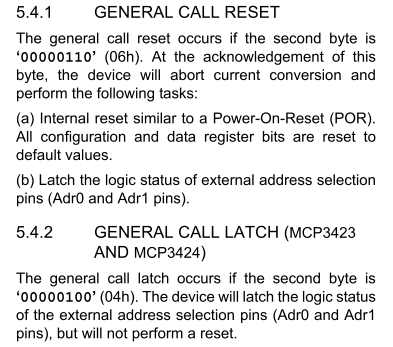 5.4.1 GENERAL CALL RESET
The general call reset occurs if the second byte is
‘00000110’ (06h). At the acknowledgement of this
byte, the device will abort current conversion and
perform the following tasks:
(a) Internal reset similar to a Power-On-Reset (POR).
All configuration and data register bits are reset to
default values.
(b) Latch the logic status of external address selection
pins (Adr0 and Adr1 pins).
5.4.2 GENERAL CALL LATCH (MCP3423
AND MCP3424)
The general call latch occurs if the second byte is
‘00000100’ (04h). The device will latch the logic status
of the external address selection pins (Adr0 and Adr1
pins), but will not perform a reset.